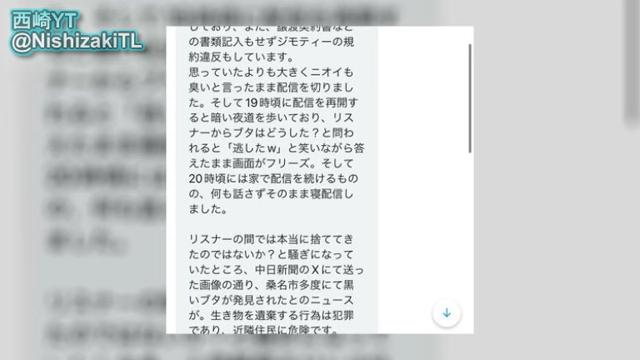 西崎YT
@NishizakiTL
しており、また、譲渡契約書など
の書類記入もせずジモティーの規
約違反もしています。
思っていたよりも大きくニオイも
臭いと言ったまま配信を切りまし
た。そして19時頃に配信を再開す
ると暗い夜道を歩いており、リス
ナーからブタはどうした？と問わ
れると「逃したw」と笑いながら答
えたまま画面がフリーズ。そして
20時頃には家で配信を続けるもの
の、何も話さずそのまま寝配信し
ました。
リスナーの間では本当に捨ててき
たのではないか？と騒ぎになって
いたところ、中日新聞のXにて送っ
た画像の通り、桑名市多度にて黒
いブタが発見されたとのニュース
が。生き物を遺棄する行為は犯罪
であり、近隣住民に危険です。